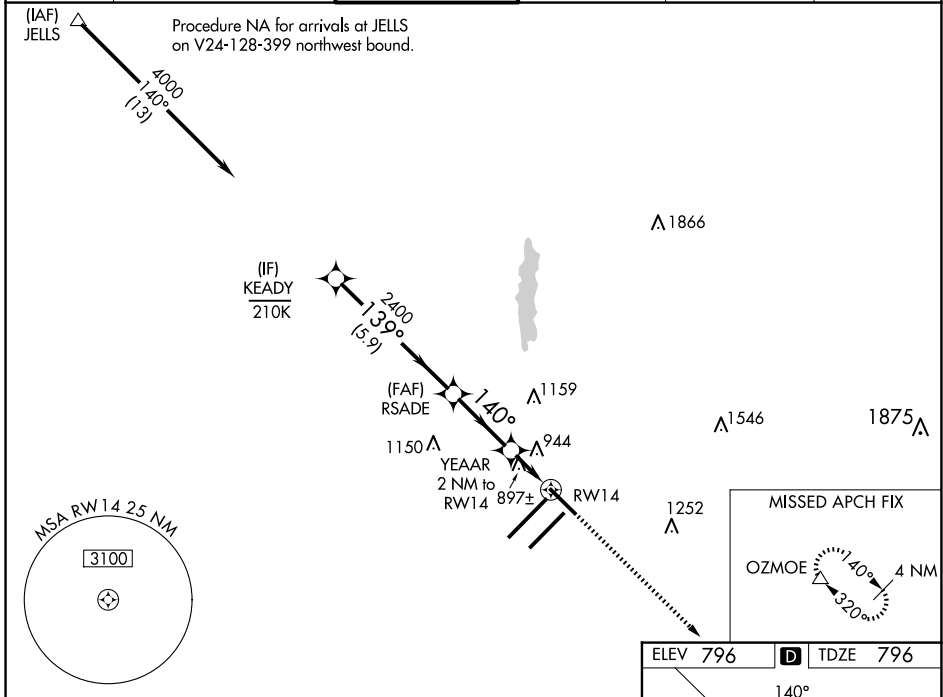 (IAF)
JELLS
Procedure NA for arrivals at JELLS
on V24-128-399 northwest bound.
4000
140°
(13)
1866
(IF)
KEADY
210K
2400
139°
(5.9)
(FAF)
RSADE
140°
1159
1546
1875
1150
944
YEAAR
2 NM to
RW14
897±
RW14
1252
MISSED APCH FIX
OZMOE
140°
4 NM
320°
MSA RW14 25 NM
3100
ELEV 796
D
TDZE 796
140°